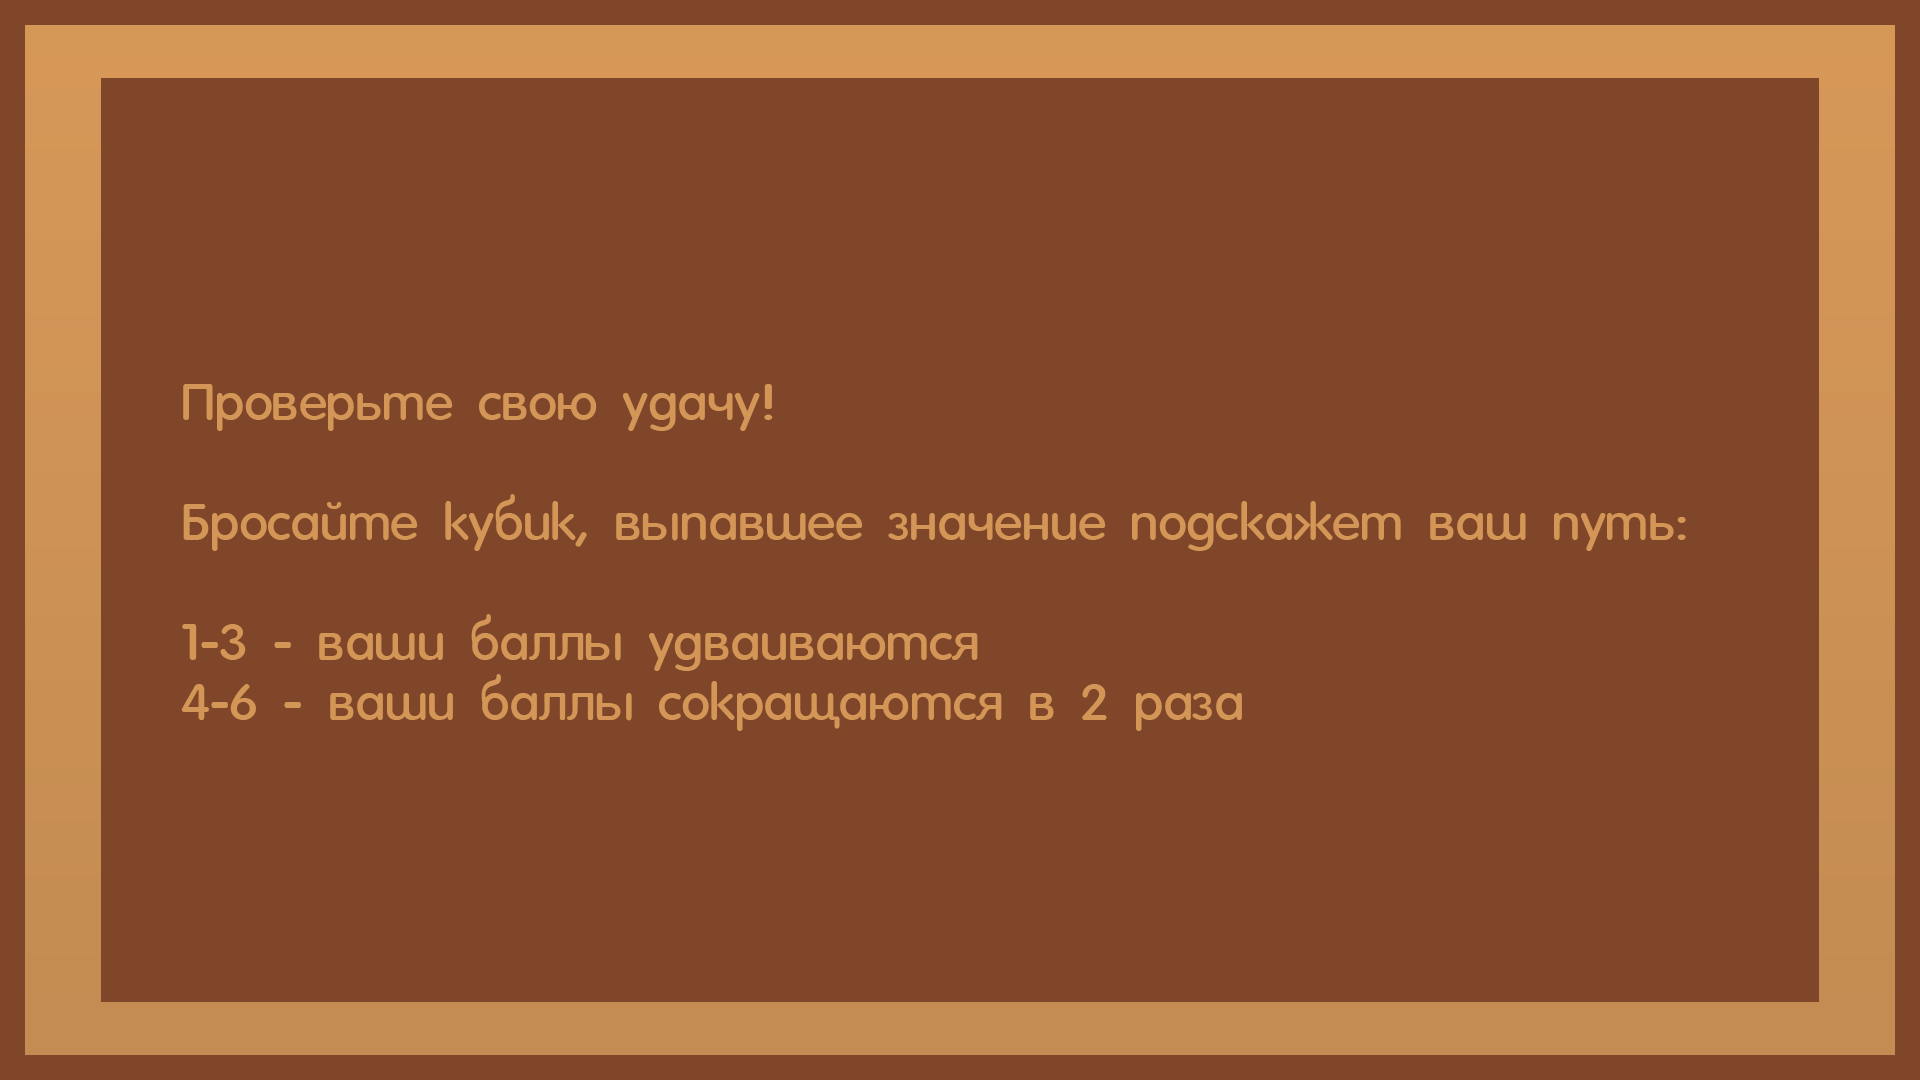 Проверьте свою удачу!
Бросайте кубик, выпавшее значение подскажет ваш путь:
1-3 - ваши баллы удваиваются
4-6 - ваши баллы сокращаются в 2 раза